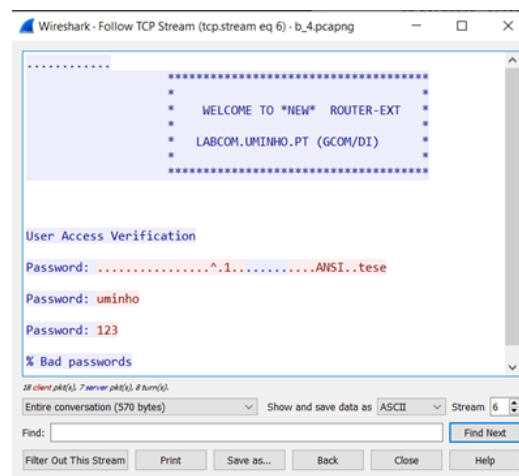 Wireshark · Follow TCP Stream (tcp.stream eq 6) · b_4.pcapng
............
**************************************
* *
* WELCOME TO *NEW* ROUTER-EXT *
* *
* LABCOM.UMINHO.PT (GCOM/DI) *
* *
**************************************
User Access Verification
Password: ................^.1............ANSI..tese
Password: uminho
Password: 123
% Bad passwords
18 client pkt(s), 7 server pkt(s), 8 turn(s).
Entire conversation (570 bytes) Show and save data as ASCII Stream 6
Find: Find Next
Filter Out This Stream Print Save as... Back Close Help